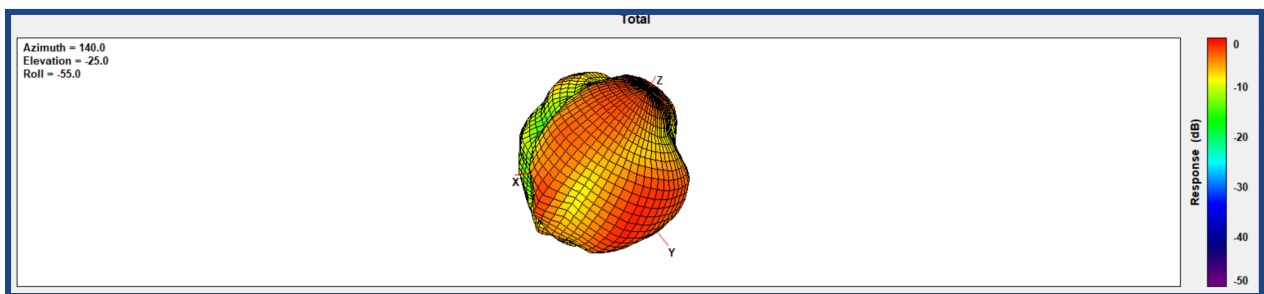 Total
Azimuth = 140.0
Elevation = -25.0
Roll = -55.0
Z
X
Y
0
-10
-20
-30
-40
-50
Response (dB)